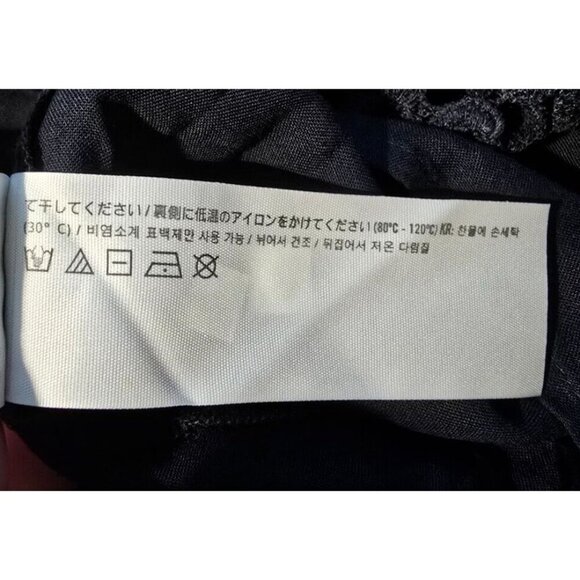 て干してください/裏側に低温のアイロンをかけてください(80°C - 120°C) KR: 찬물에 손세탁
(30° C) / 비염소계 표백제만 사용 가능 / 뉘어서 건조 / 뒤집어서 저온 다림질